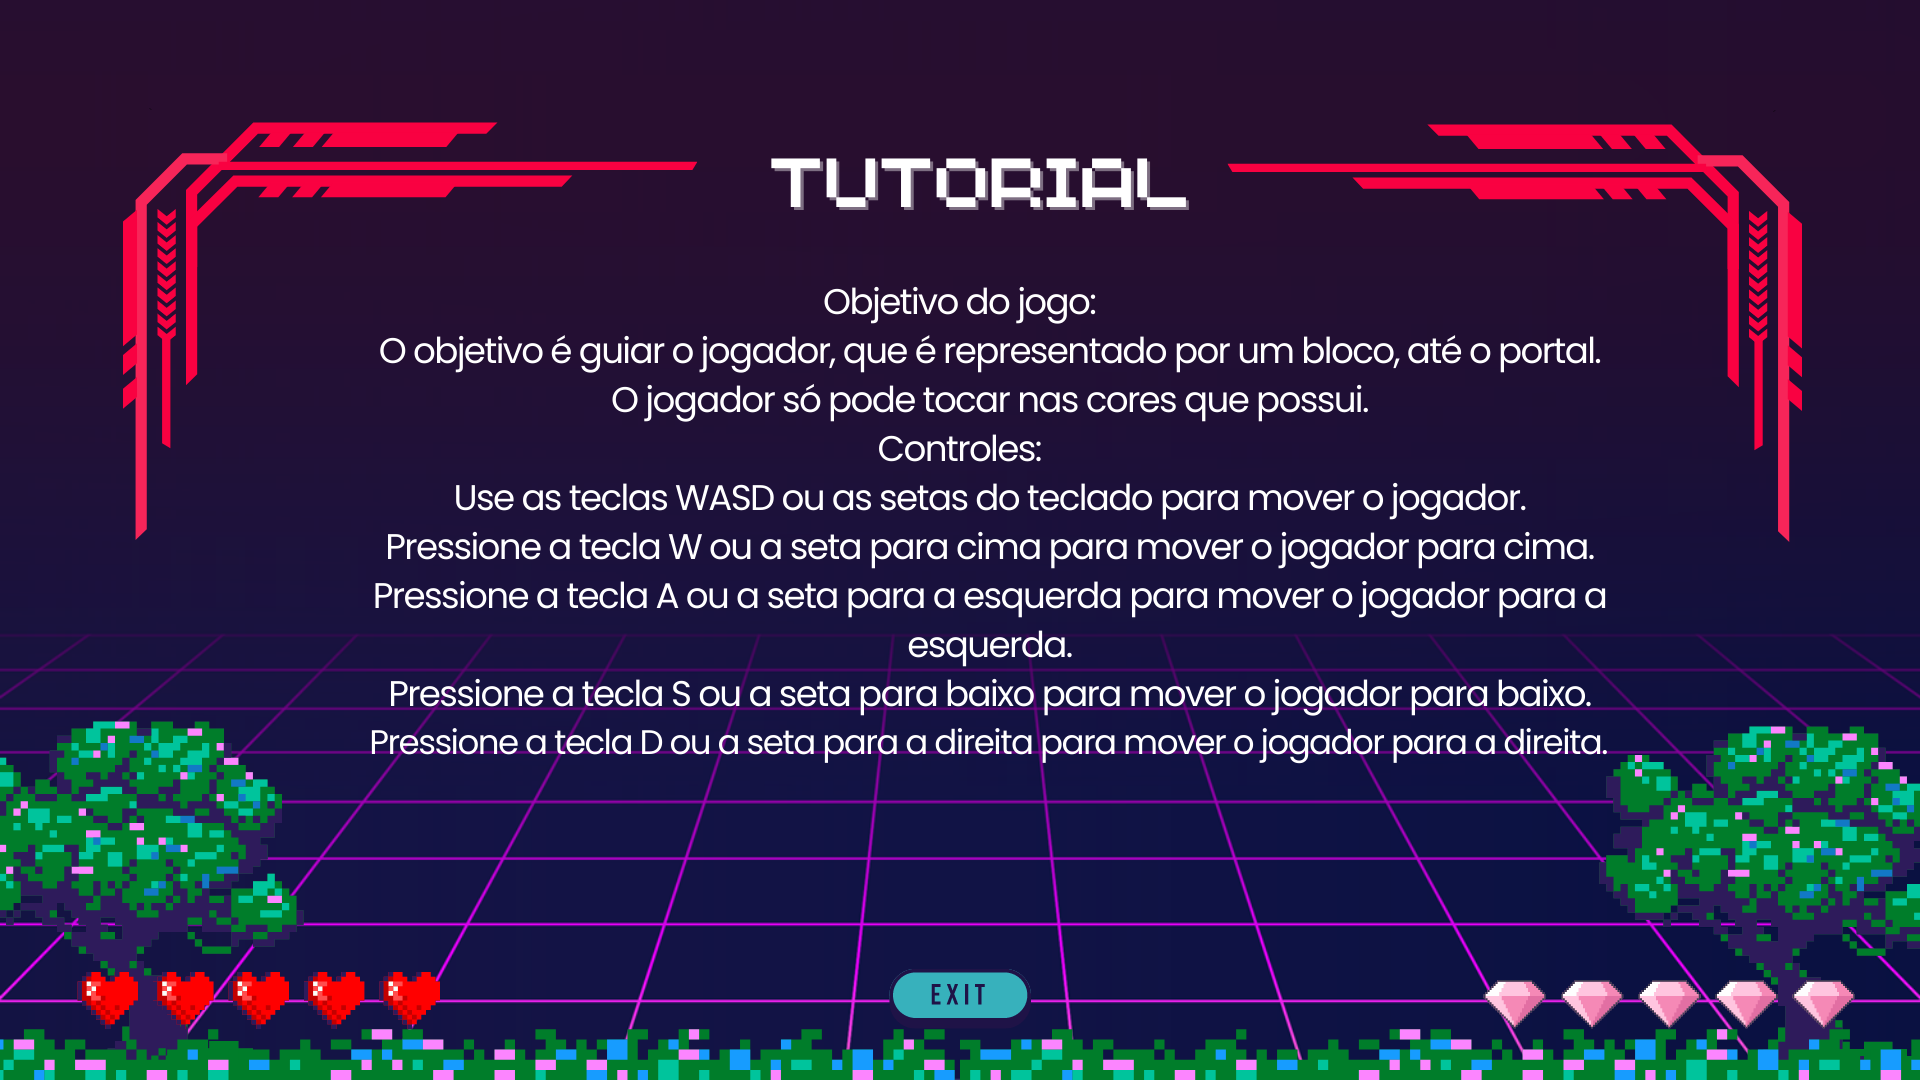 TUTORIAL
Objetivo do jogo:
O objetivo é guiar o jogador, que é representado por um bloco, até o portal.
O jogador só pode tocar nas cores que possui.
Controles:
Use as teclas WASD ou as setas do teclado para mover o jogador.
Pressione a tecla W ou a seta para cima para mover o jogador para cima.
Pressione a tecla A ou a seta para a esquerda para mover o jogador para a
esquerda.
Pressione a tecla S ou a seta para baixo para mover o jogador para baixo.
Pressione a tecla D ou a seta para a direita para mover o jogador para a direita.
EXIT